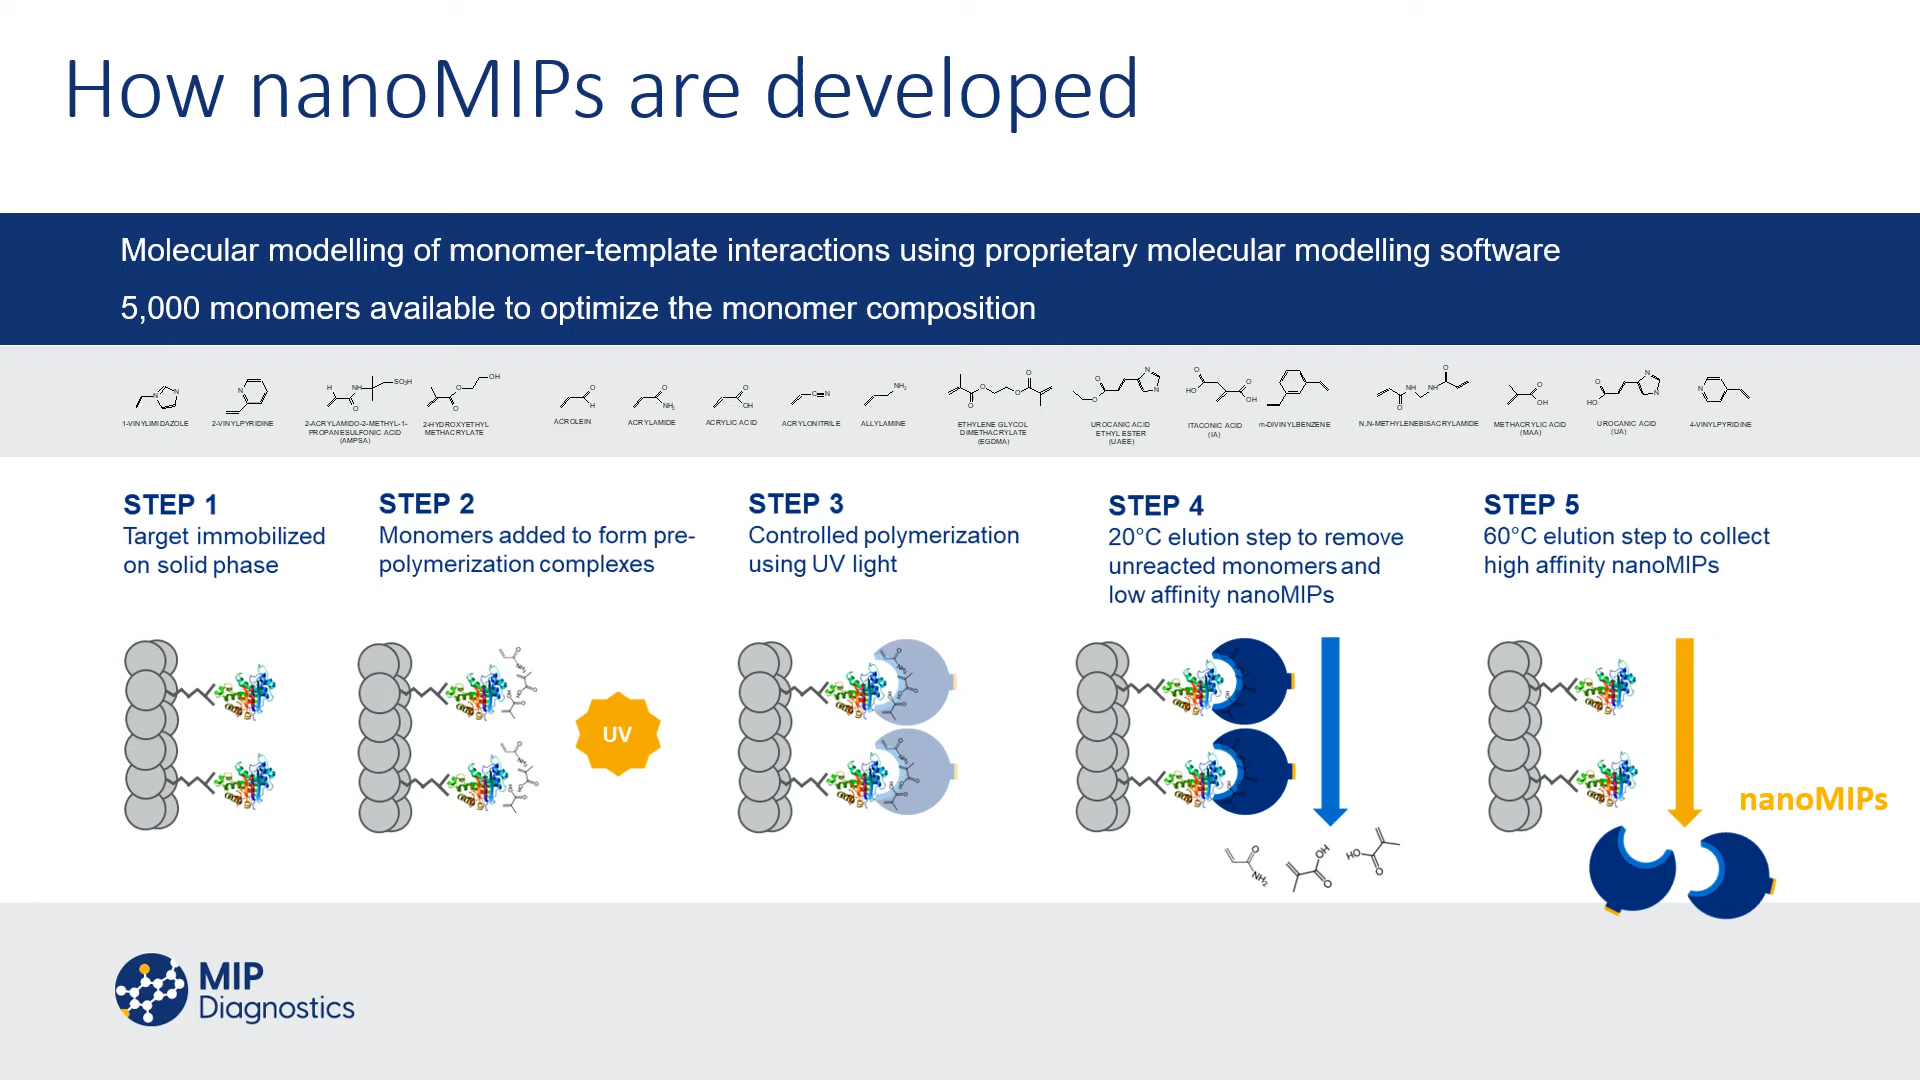 How nanoMIPs are developed
Molecular modelling of monomer-template interactions using proprietary molecular modelling software
5,000 monomers available to optimize the monomer composition
1-VINYLIMIDAZOLE
2-VINYLPYRIDINE
2-ACRYLAMIDO-2-METHYL-1-
PROPANESULFONIC ACID
(AMPSA)
2-HYDROXYETHYL
METHACRYLATE
ACROLEIN
ACRYLAMIDE
ACRYLIC ACID
ACRYLONITRILE
ALLYLAMINE
ETHYLENE GLYCOL
DIMETHACRYLATE
(EGDMA)
UROCANIC ACID
ETHYL ESTER
(UAEE)
ITACONIC ACID
(IA)
m-DIVINYLBENZENE
N,N-METHYLENEBISACRYLAMIDE
METHACRYLIC ACID
(MAA)
UROCANIC ACID
(UA)
4-VINYLPYRIDINE
STEP 1
Target immobilized
on solid phase
STEP 2
Monomers added to form pre-
polymerization complexes
STEP 3
Controlled polymerization
using UV light
STEP 4
20°C elution step to remove
unreacted monomers and
low affinity nanoMIPs
STEP 5
60°C elution step to collect
high affinity nanoMIPs
UV
nanoMIPs
MIP
Diagnostics